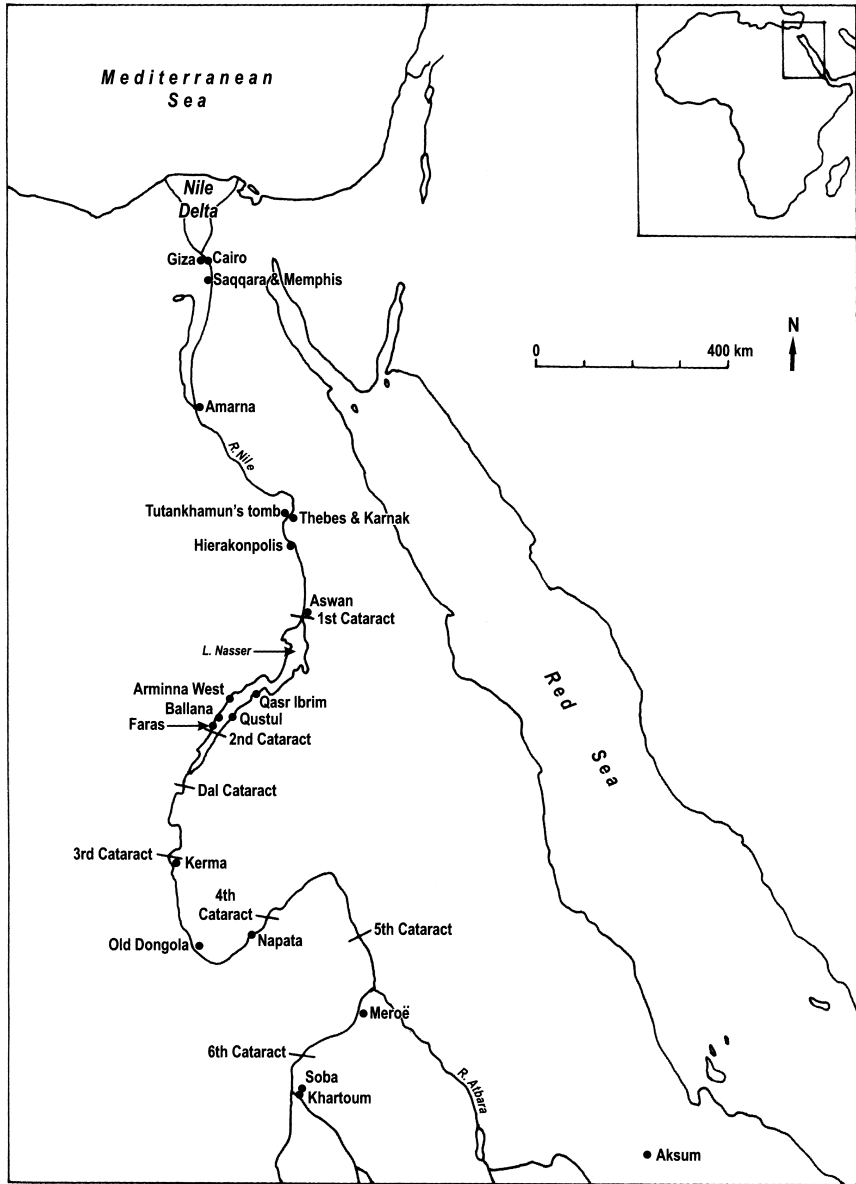 Mediterranean
Sea
Nile
Delta
Giza
Cairo
Saqqara & Memphis
N
0
400 km
Amarna
R. Nile
Tutankhamun's tomb
Thebes & Karnak
Hierakonpolis
Aswan
1st Cataract
L. Nasser
Arminna West
Qasr Ibrim
Ballana
Qustul
Faras
2nd Cataract
Red
Sea
Dal Cataract
3rd Cataract
Kerma
4th
Cataract
5th Cataract
Old Dongola
Napata
Meroë
6th Cataract
R. Atbara
Soba
Khartoum
Aksum